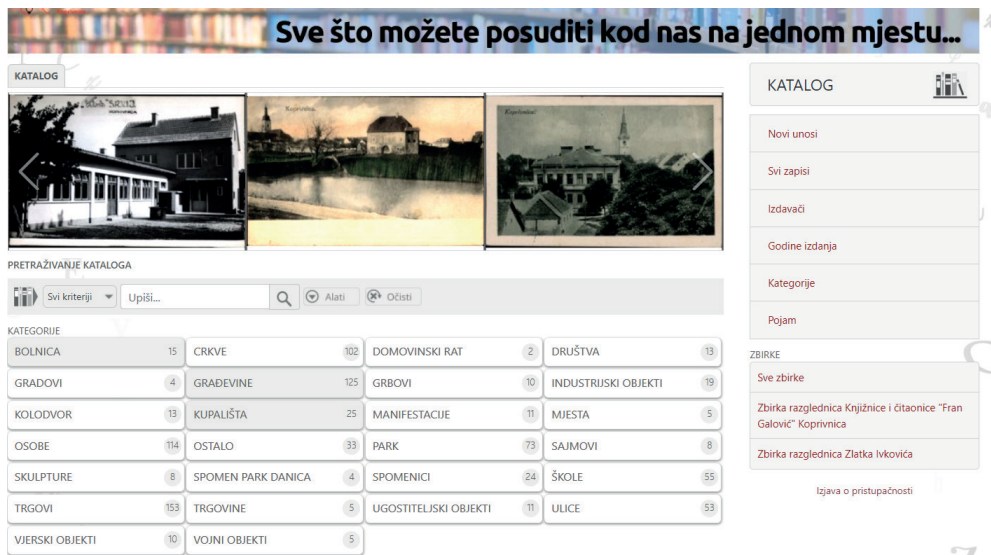 Sve što možete posuditi kod nas na jednom mjestu...
KATALOG
KOPRIVNICA
Koprivnica.
Koprivnica
PRETRAŽIVANJE KATALOGA
Svi kriteriji
Upiši...
Alati
Očisti
KATEGORIJE
BOLNICA 15
CRKVE 102
DOMOVINSKI RAT 2
DRUŠTVA 13
GRADOVI 4
GRAĐEVINE 125
GRBOVI 10
INDUSTRIJSKI OBJEKTI 19
KOLODVOR 13
KUPALIŠTA 25
MANIFESTACIJE 11
MJESTA 5
OSOBE 114
OSTALO 33
PARK 73
SAJMOVI 8
SKULPTURE 8
SPOMEN PARK DANICA 4
SPOMENICI 24
ŠKOLE 55
TRGOVI 153
TRGOVINE 5
UGOSTITELJSKI OBJEKTI 11
ULICE 53
VJERSKI OBJEKTI 10
VOJNI OBJEKTI 5
KATALOG
Novi unosi
Svi zapisi
Izdavači
Godine izdanja
Kategorije
Pojam
ZBIRKE
Sve zbirke
Zbirka razglednica Knjižnice i čitaonice "Fran
Galović" Koprivnica
Zbirka razglednica Zlatka Ivkovića
Izjava o pristupačnosti